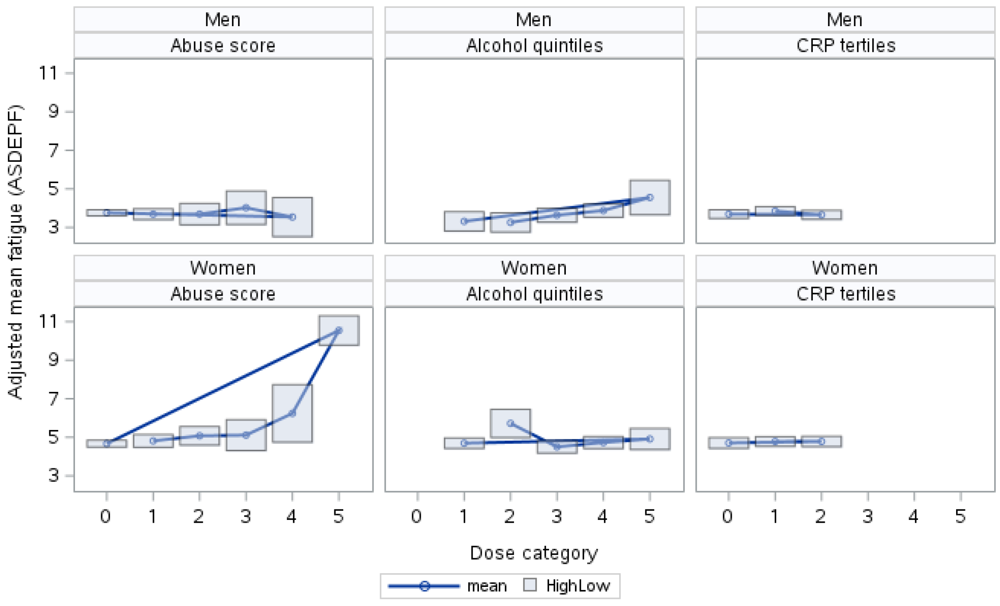 Men Men Men
Abuse score Alcohol quintiles CRP tertiles
11
9
7
5
3
Adjusted mean fatigue (ASDEPF)
Women Women Women
Abuse score Alcohol quintiles CRP tertiles
11
9
7
5
3
0 1 2 3 4 5 0 1 2 3 4 5 0 1 2 3 4 5
Dose category
mean HighLow